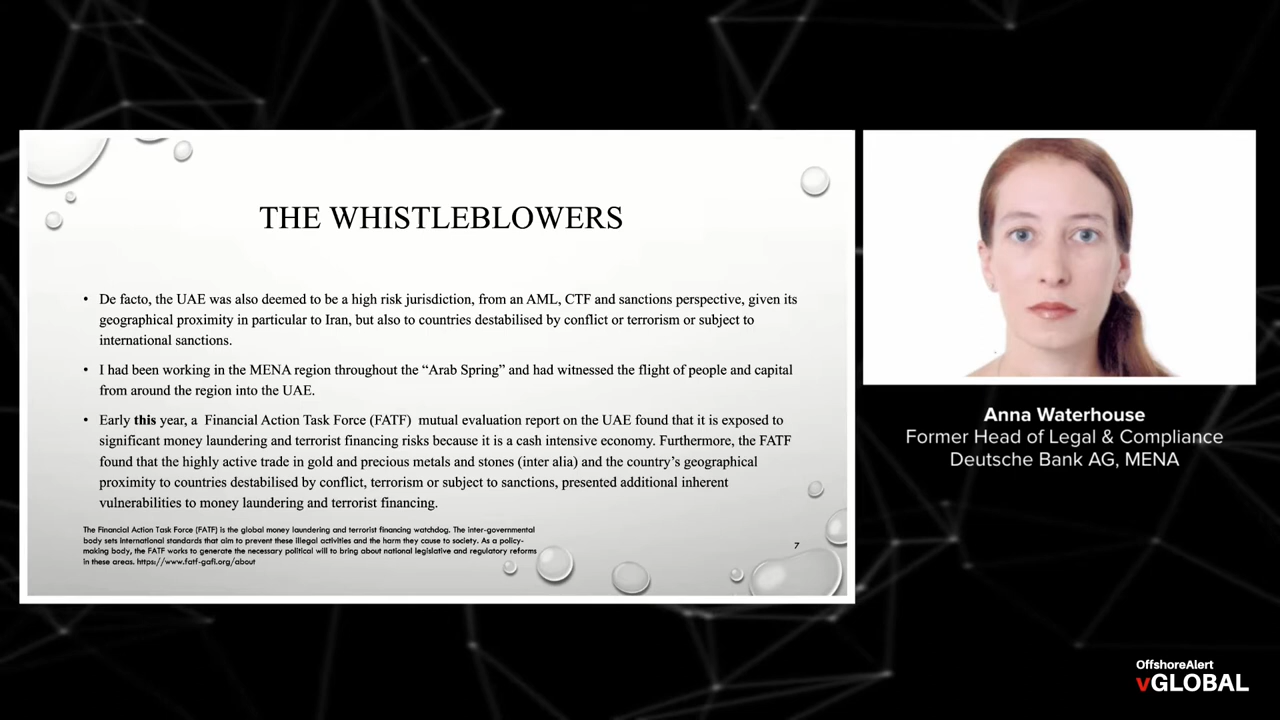 THE WHISTLEBLOWERS
• De facto, the UAE was also deemed to be a high risk jurisdiction, from an AML, CTF and sanctions perspective, given its
geographical proximity in particular to Iran, but also to countries destabilised by conflict or terrorism or subject to
international sanctions.
• I had been working in the MENA region throughout the “Arab Spring” and had witnessed the flight of people and capital
from around the region into the UAE.
• Early this year, a Financial Action Task Force (FATF) mutual evaluation report on the UAE found that it is exposed to
significant money laundering and terrorist financing risks because it is a cash intensive economy. Furthermore, the FATF
found that the highly active trade in gold and precious metals and stones (inter alia) and the country’s geographical
proximity to countries destabilised by conflict, terrorism or subject to sanctions, presented additional inherent
vulnerabilities to money laundering and terrorist financing.
The Financial Action Task Force (FATF) is the global money laundering and terrorist financing watchdog. The inter-governmental
body sets international standards that aim to prevent these illegal activities and the harm they cause to society. As a policy-
making body, the FATF works to generate the necessary political will to bring about national legislative and regulatory reforms
in these areas. https://www.fatf-gafi.org/about
7
Anna Waterhouse
Former Head of Legal & Compliance
Deutsche Bank AG, MENA
OffshoreAlert
vGLOBAL